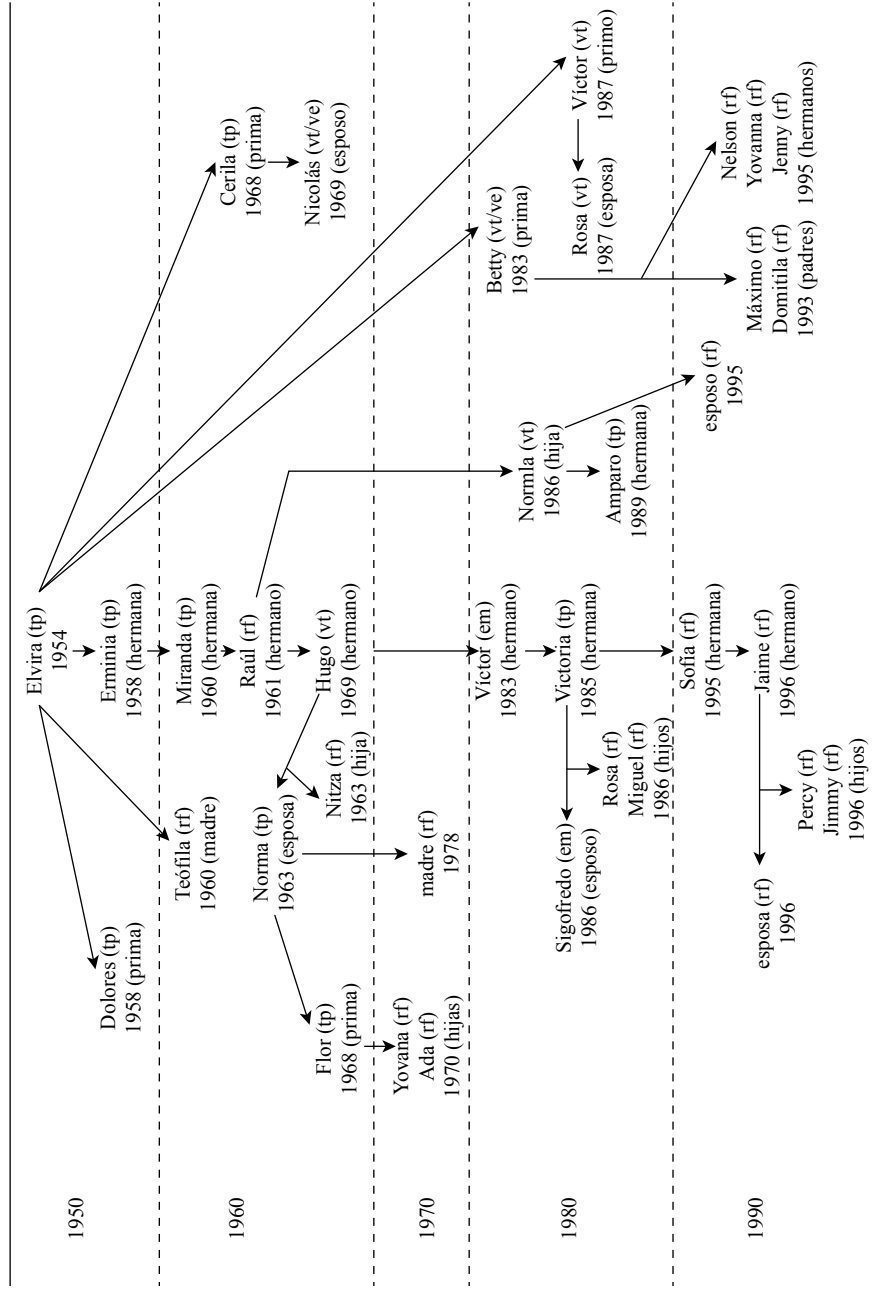 1950
1960
1970
1980
1990
Elvira (tp)
1954
Dolores (tp)
1958 (prima)
Erminia (tp)
1958 (hermana)
Teófila (rf)
1960 (madre)
Miranda (tp)
1960 (hermana)
Cerila (tp)
1968 (prima)
Nicolás (vt/ve)
1969 (esposo)
Norma (tp)
1963 (esposa)
Raúl (rf)
1961 (hermano)
Flor (tp)
1968 (prima)
Nitza (rf)
1963 (hija)
Hugo (vt)
1969 (hermano)
Yovana (rf)
Ada (rf)
1970 (hijas)
madre (rf)
1978
Víctor (em)
1983 (hermano)
Normla (vt)
1986 (hija)
Betty (vt/ve)
1983 (prima)
Rosa (vt)
1987 (esposa)
Víctor (vt)
1987 (primo)
Sigofredo (em)
1986 (esposo)
Rosa (rf)
Miguel (rf)
1986 (hijos)
Victoria (tp)
1985 (hermana)
Amparo (tp)
1989 (hermana)
Sofía (rf)
1995 (hermana)
esposo (rf)
1995
Máximo (rf)
Domitila (rf)
1993 (padres)
Nelson (rf)
Yovanna (rf)
Jenny (rf)
1995 (hermanos)
esposa (rf)
1996
Percy (rf)
Jimmy (rf)
1996 (hijos)
Jaime (rf)
1996 (hermano)